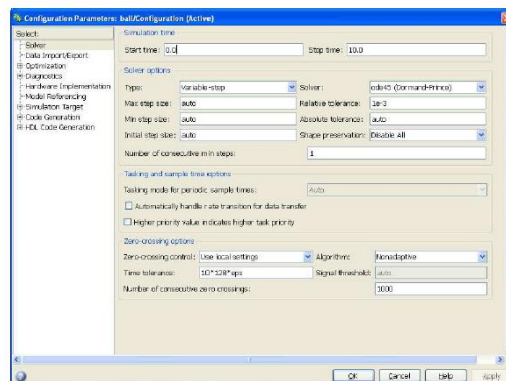 Configuration Parameters: ball/Configuration (Active)
Select:
Solver
Data Import/Export
Optimization
Diagnostics
Hardware Implementation
Model Referencing
Simulation Target
Code Generation
HDL Code Generation
Simulation time
Start time: 0.0 Stop time: 10.0
Solver options
Type: Variable-step Solver: ode45 (Dormand-Prince)
Max step size: auto Relative tolerance: 1e-3
Min step size: auto Absolute tolerance: auto
Initial step size: auto Shape preservation: Disable All
Number of consecutive min steps: 1
Tasking and sample time options
Tasking mode for periodic sample times: Auto
Automatically handle rate transition for data transfer
Higher priority value indicates higher task priority
Zero-crossing options
Zero-crossing control: Use local settings Algorithm: Nonadaptive
Time tolerance: 10*128*eps Signal threshold: auto
Number of consecutive zero crossings: 1000
OK Cancel Help Apply